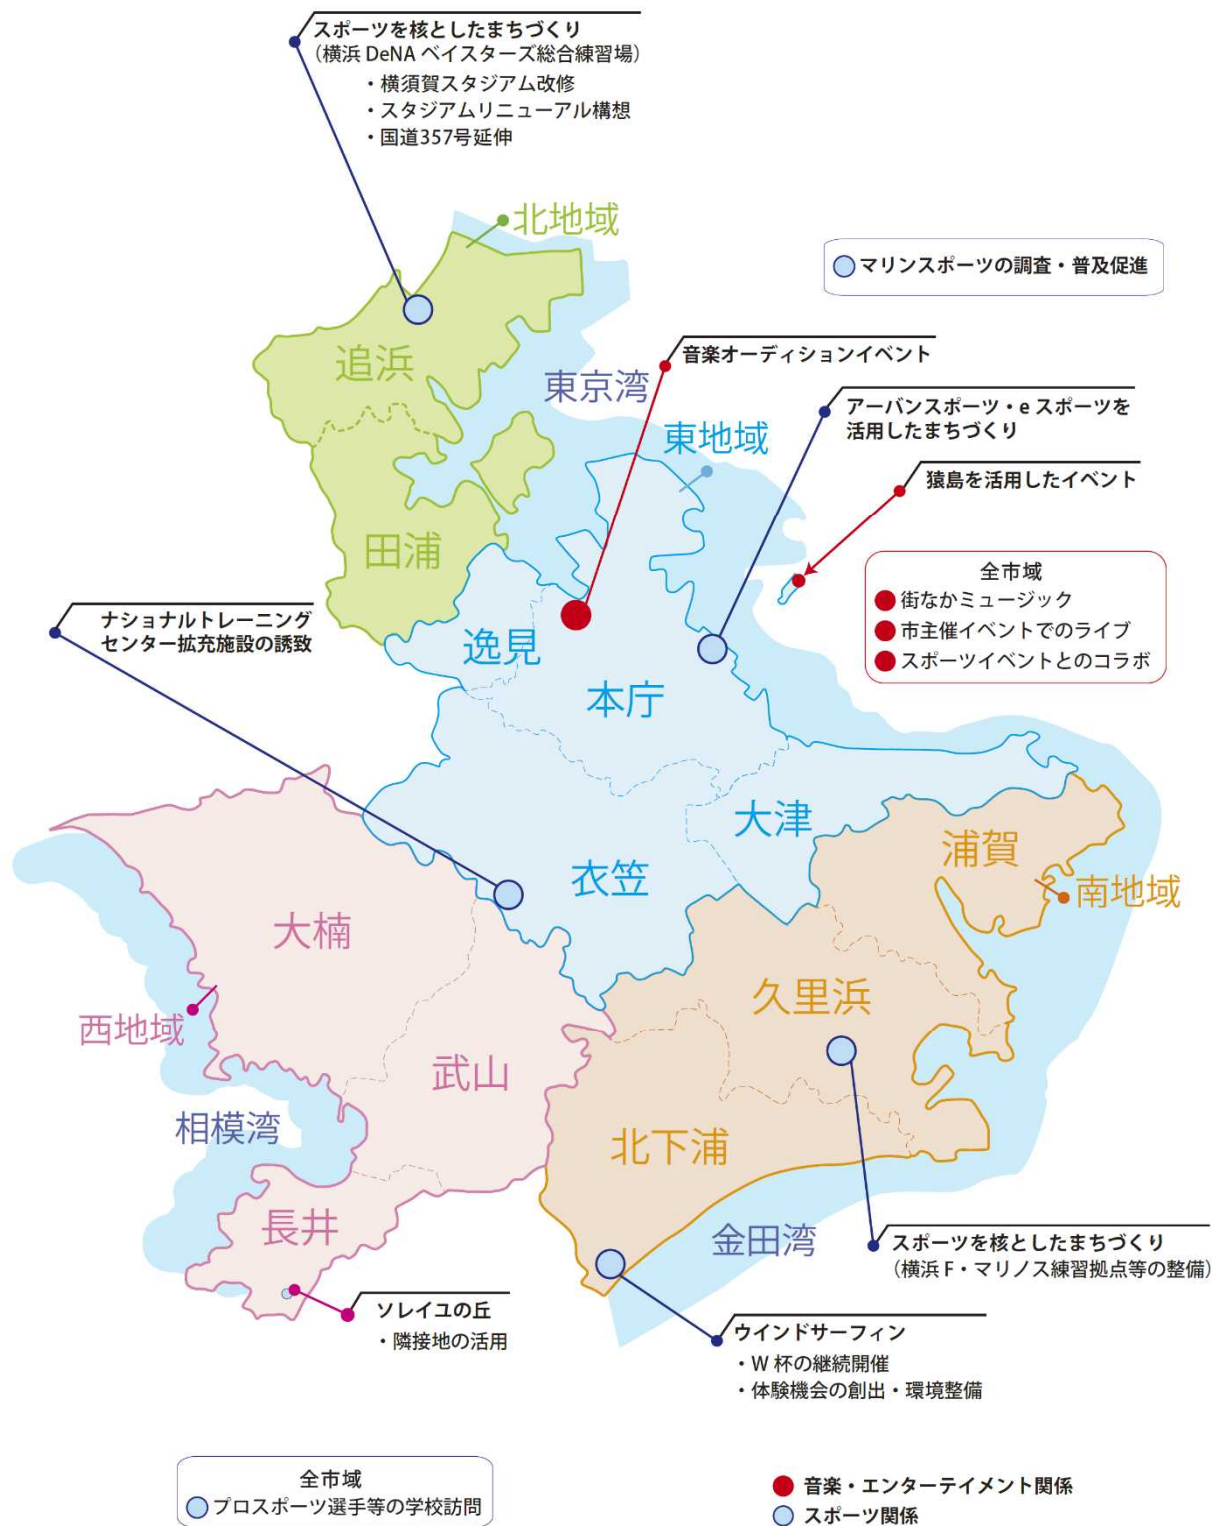 スポーツを核としたまちづくり
（横浜 DeNA ベイスターズ総合練習場）
・横須賀スタジアム改修
・スタジアムリニューアル構想
・国道357号延伸
北地域
マリンスポーツの調査・普及促進
追浜
東京湾
音楽オーディションイベント
アーバンスポーツ・e スポーツを
活用したまちづくり
東地域
猿島を活用したイベント
田浦
全市域
街なかミュージック
市主催イベントでのライブ
スポーツイベントとのコラボ
ナショナルトレーニング
センター拡充施設の誘致
逸見
本庁
大津
浦賀
衣笠
南地域
大楠
久里浜
西地域
武山
相模湾
北下浦
長井
金田湾
スポーツを核としたまちづくり
（横浜 F・マリノス練習拠点等の整備）
ソレイユの丘
・隣接地の活用
ウインドサーフィン
・W 杯の継続開催
・体験機会の創出・環境整備
全市域
プロスポーツ選手等の学校訪問
音楽・エンターテイメント関係
スポーツ関係